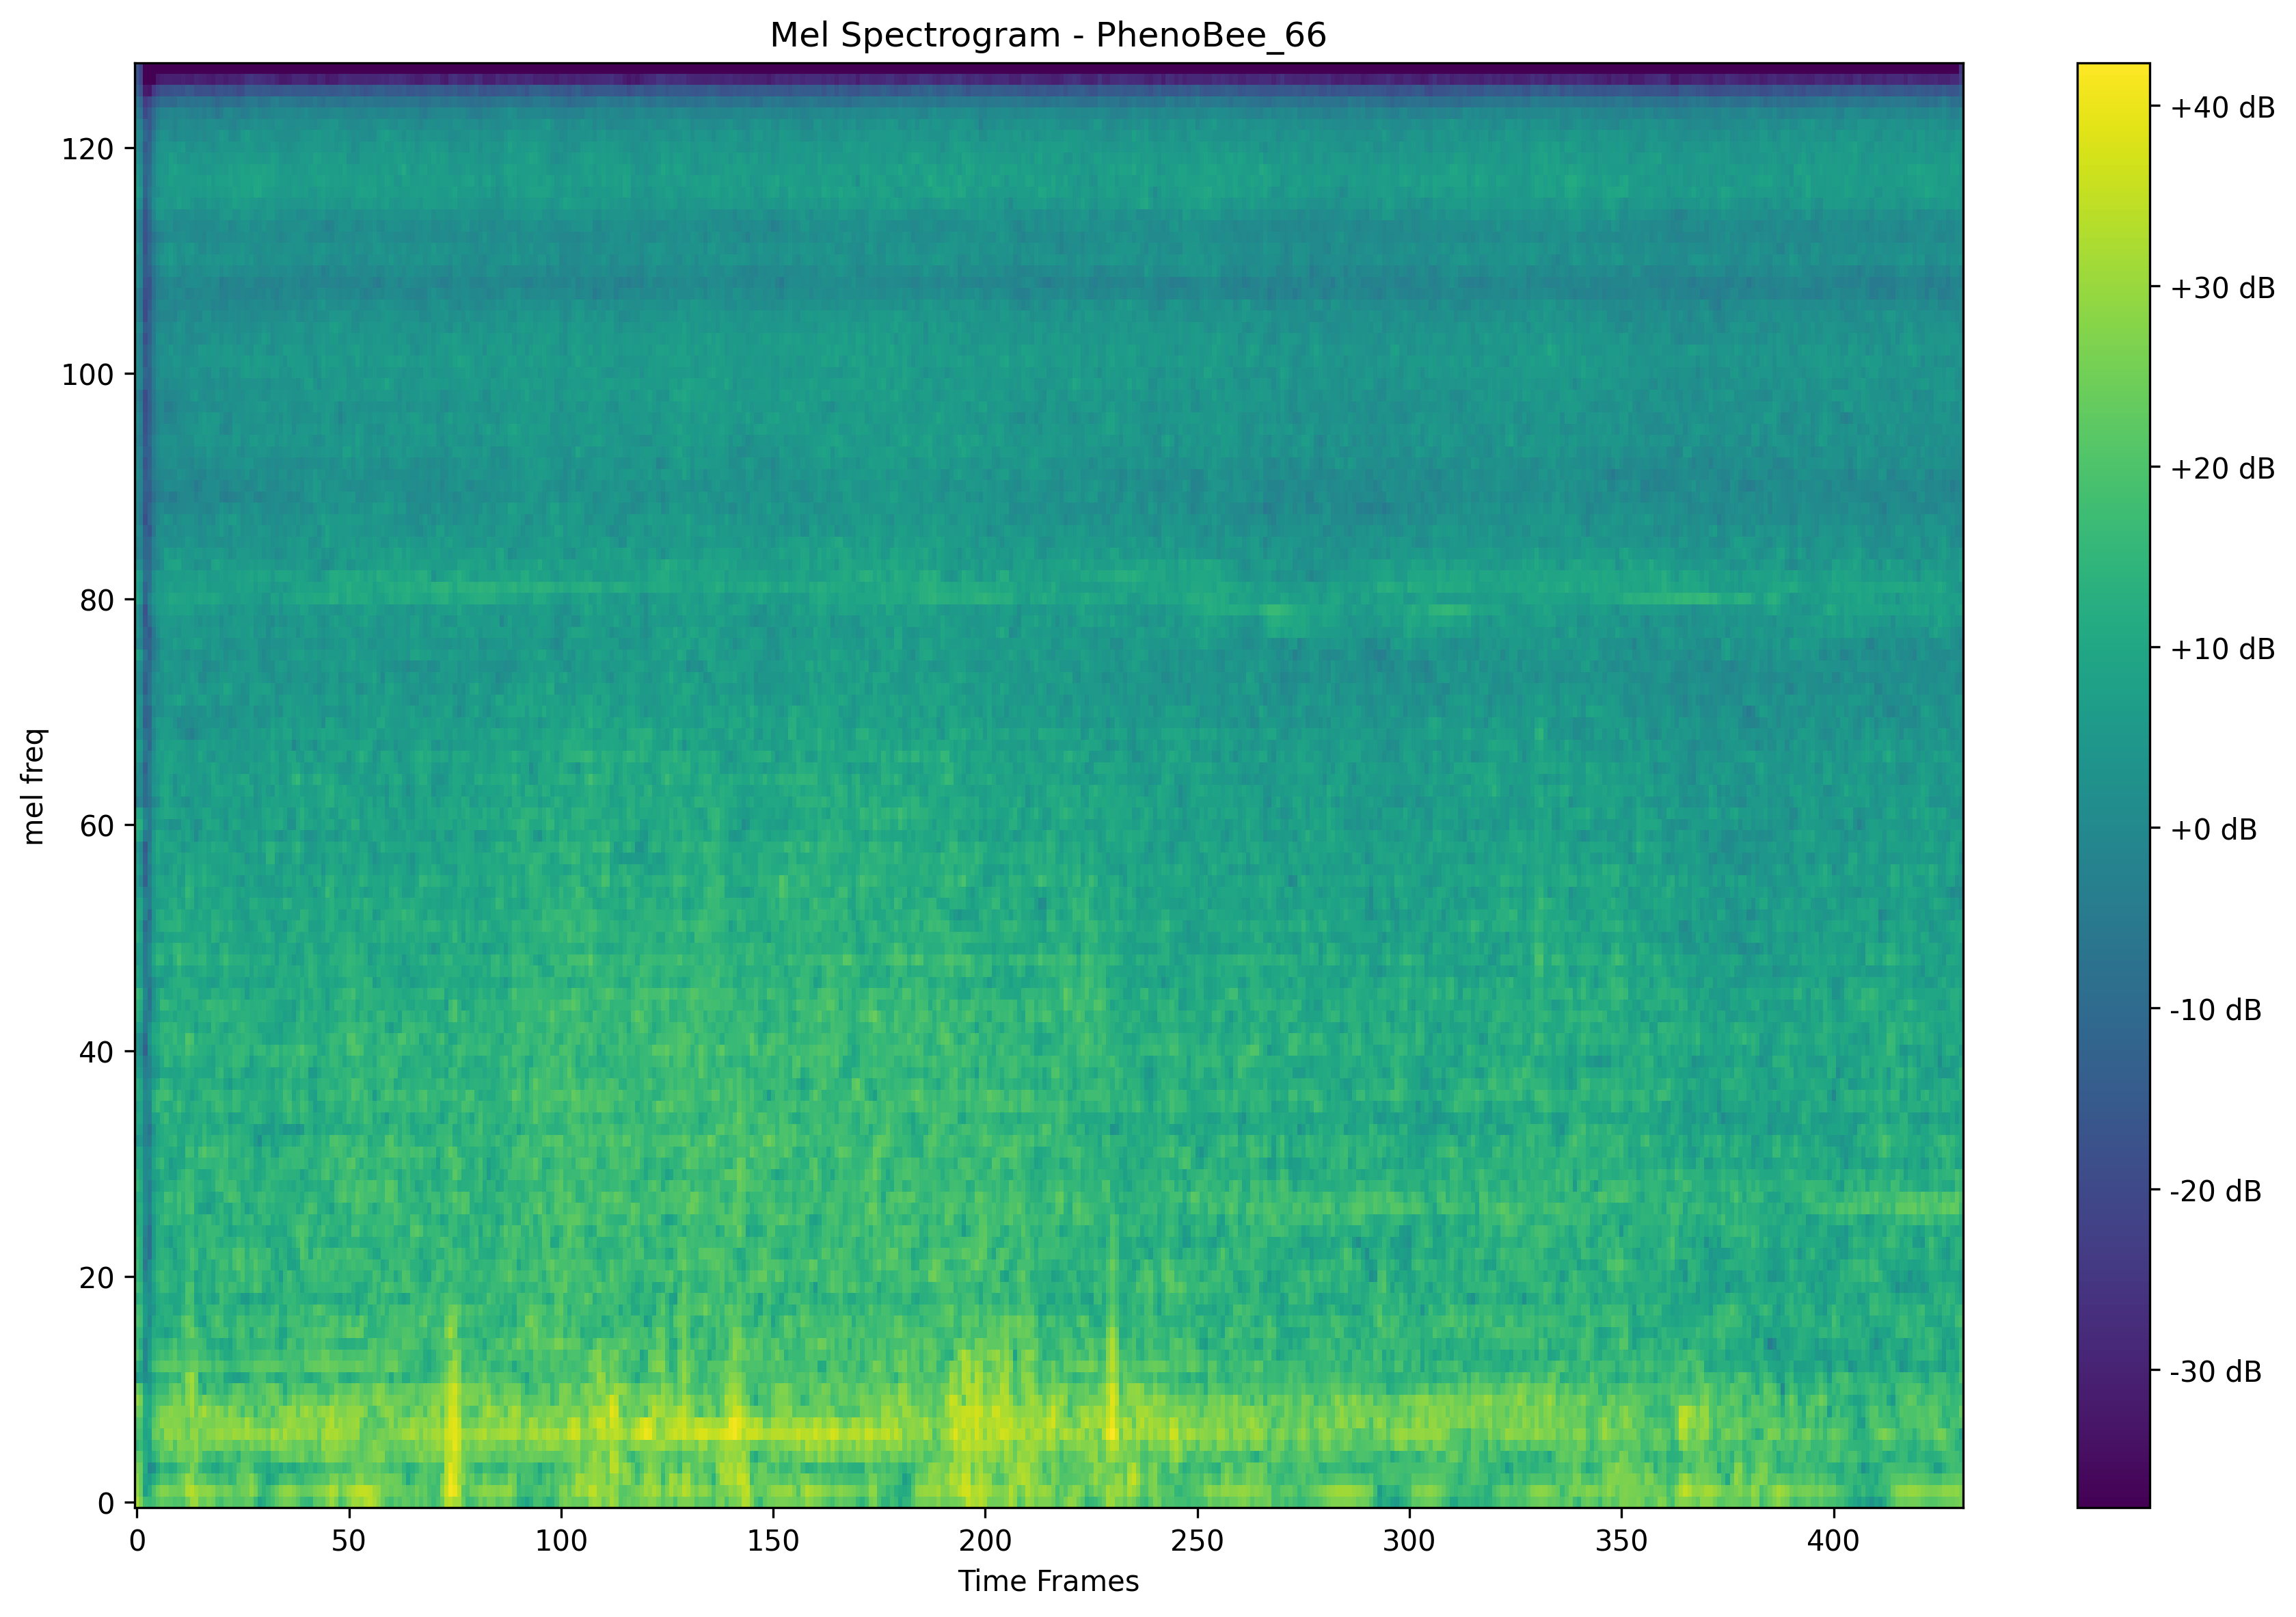 Mel Spectrogram - PhenoBee_66
mel freq
120
100
80
60
40
20
0
0 50 100 150 200 250 300 350 400
Time Frames
+40 dB
+30 dB
+20 dB
+10 dB
+0 dB
-10 dB
-20 dB
-30 dB